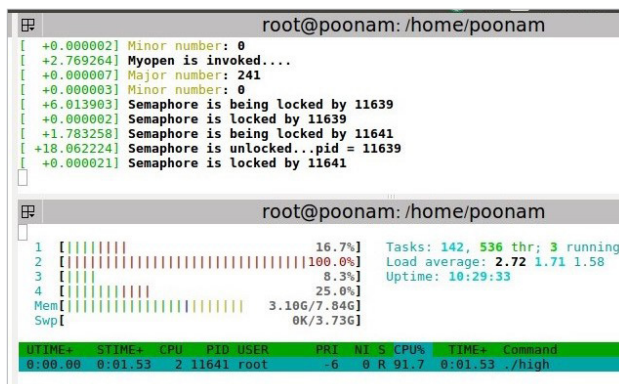 root@poonam: /home/poonam
[  +0.000002] Minor number: 0
[  +2.769264] Myopen is invoked....
[  +0.000007] Major number: 241
[  +0.000003] Minor number: 0
[  +6.013903] Semaphore is being locked by 11639
[  +0.000002] Semaphore is locked by 11639
[  +1.783258] Semaphore is being locked by 11641
[ +18.062224] Semaphore is unlocked...pid = 11639
[  +0.000021] Semaphore is locked by 11641
root@poonam: /home/poonam
1 [|||||||| 16.7%] Tasks: 142, 536 thr; 3 running
2 [||||||||||||||||||||||||||||||||100.0%] Load average: 2.72 1.71 1.58
3 [|||| 8.3%] Uptime: 10:29:33
4 [||||||||||| 25.0%]
Mem[||||||||||||||||||||||| 3.10G/7.84G]
Swp[ 0K/3.73G]
UTIME+ STIME+ CPU PID USER PRI NI S CPU% TIME+ Command
0:00.00 0:01.53 2 11641 root -6 0 R 91.7 0:01.53 ./high